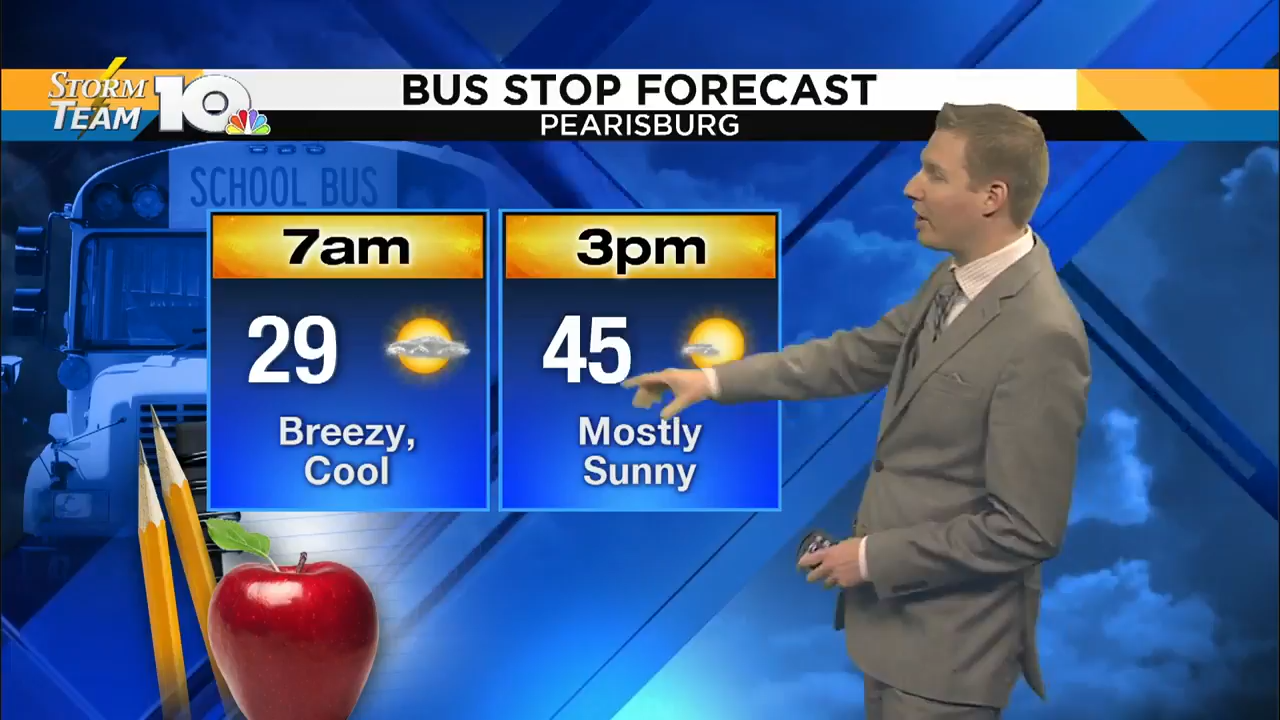 STORM
TEAM 10
BUS STOP FORECAST
PEARISBURG
SCHOOL BUS
7am
29
Breezy,
Cool
3pm
45
Mostly
Sunny